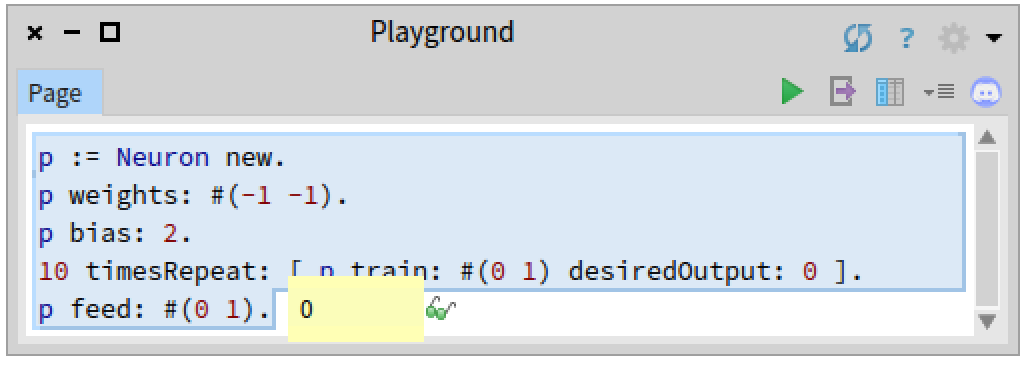 Playground
?
Page
p := Neuron new.
p weights: #(-1 -1).
p bias: 2.
10 timesRepeat: [ p train: #(0 1) desiredOutput: 0 ].
p feed: #(0 1). 0